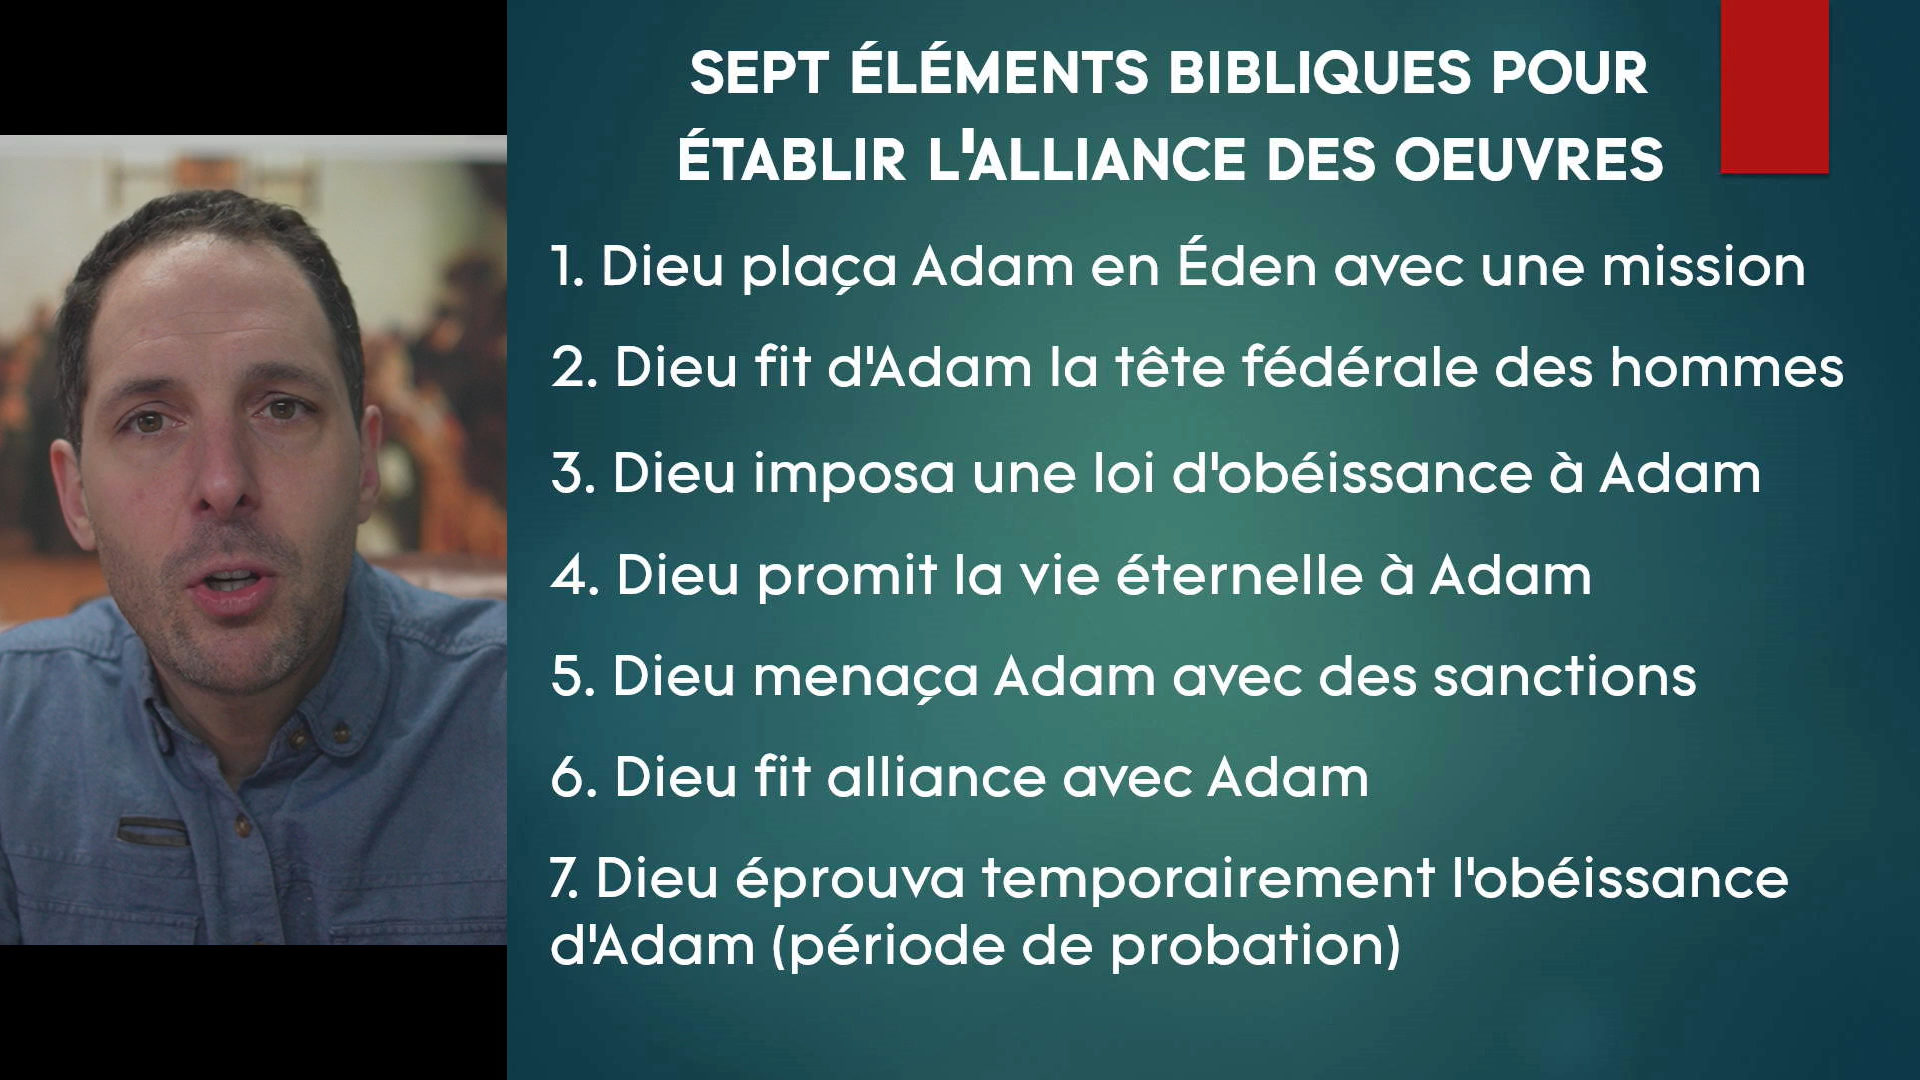 SEPT ÉLÉMENTS BIBLIQUES POUR
ÉTABLIR L'ALLIANCE DES OEUVRES
1. Dieu plaça Adam en Éden avec une mission
2. Dieu fit d'Adam la tête fédérale des hommes
3. Dieu imposa une loi d'obéissance à Adam
4. Dieu promit la vie éternelle à Adam
5. Dieu menaça Adam avec des sanctions
6. Dieu fit alliance avec Adam
7. Dieu éprouva temporairement l'obéissance
d'Adam (période de probation)